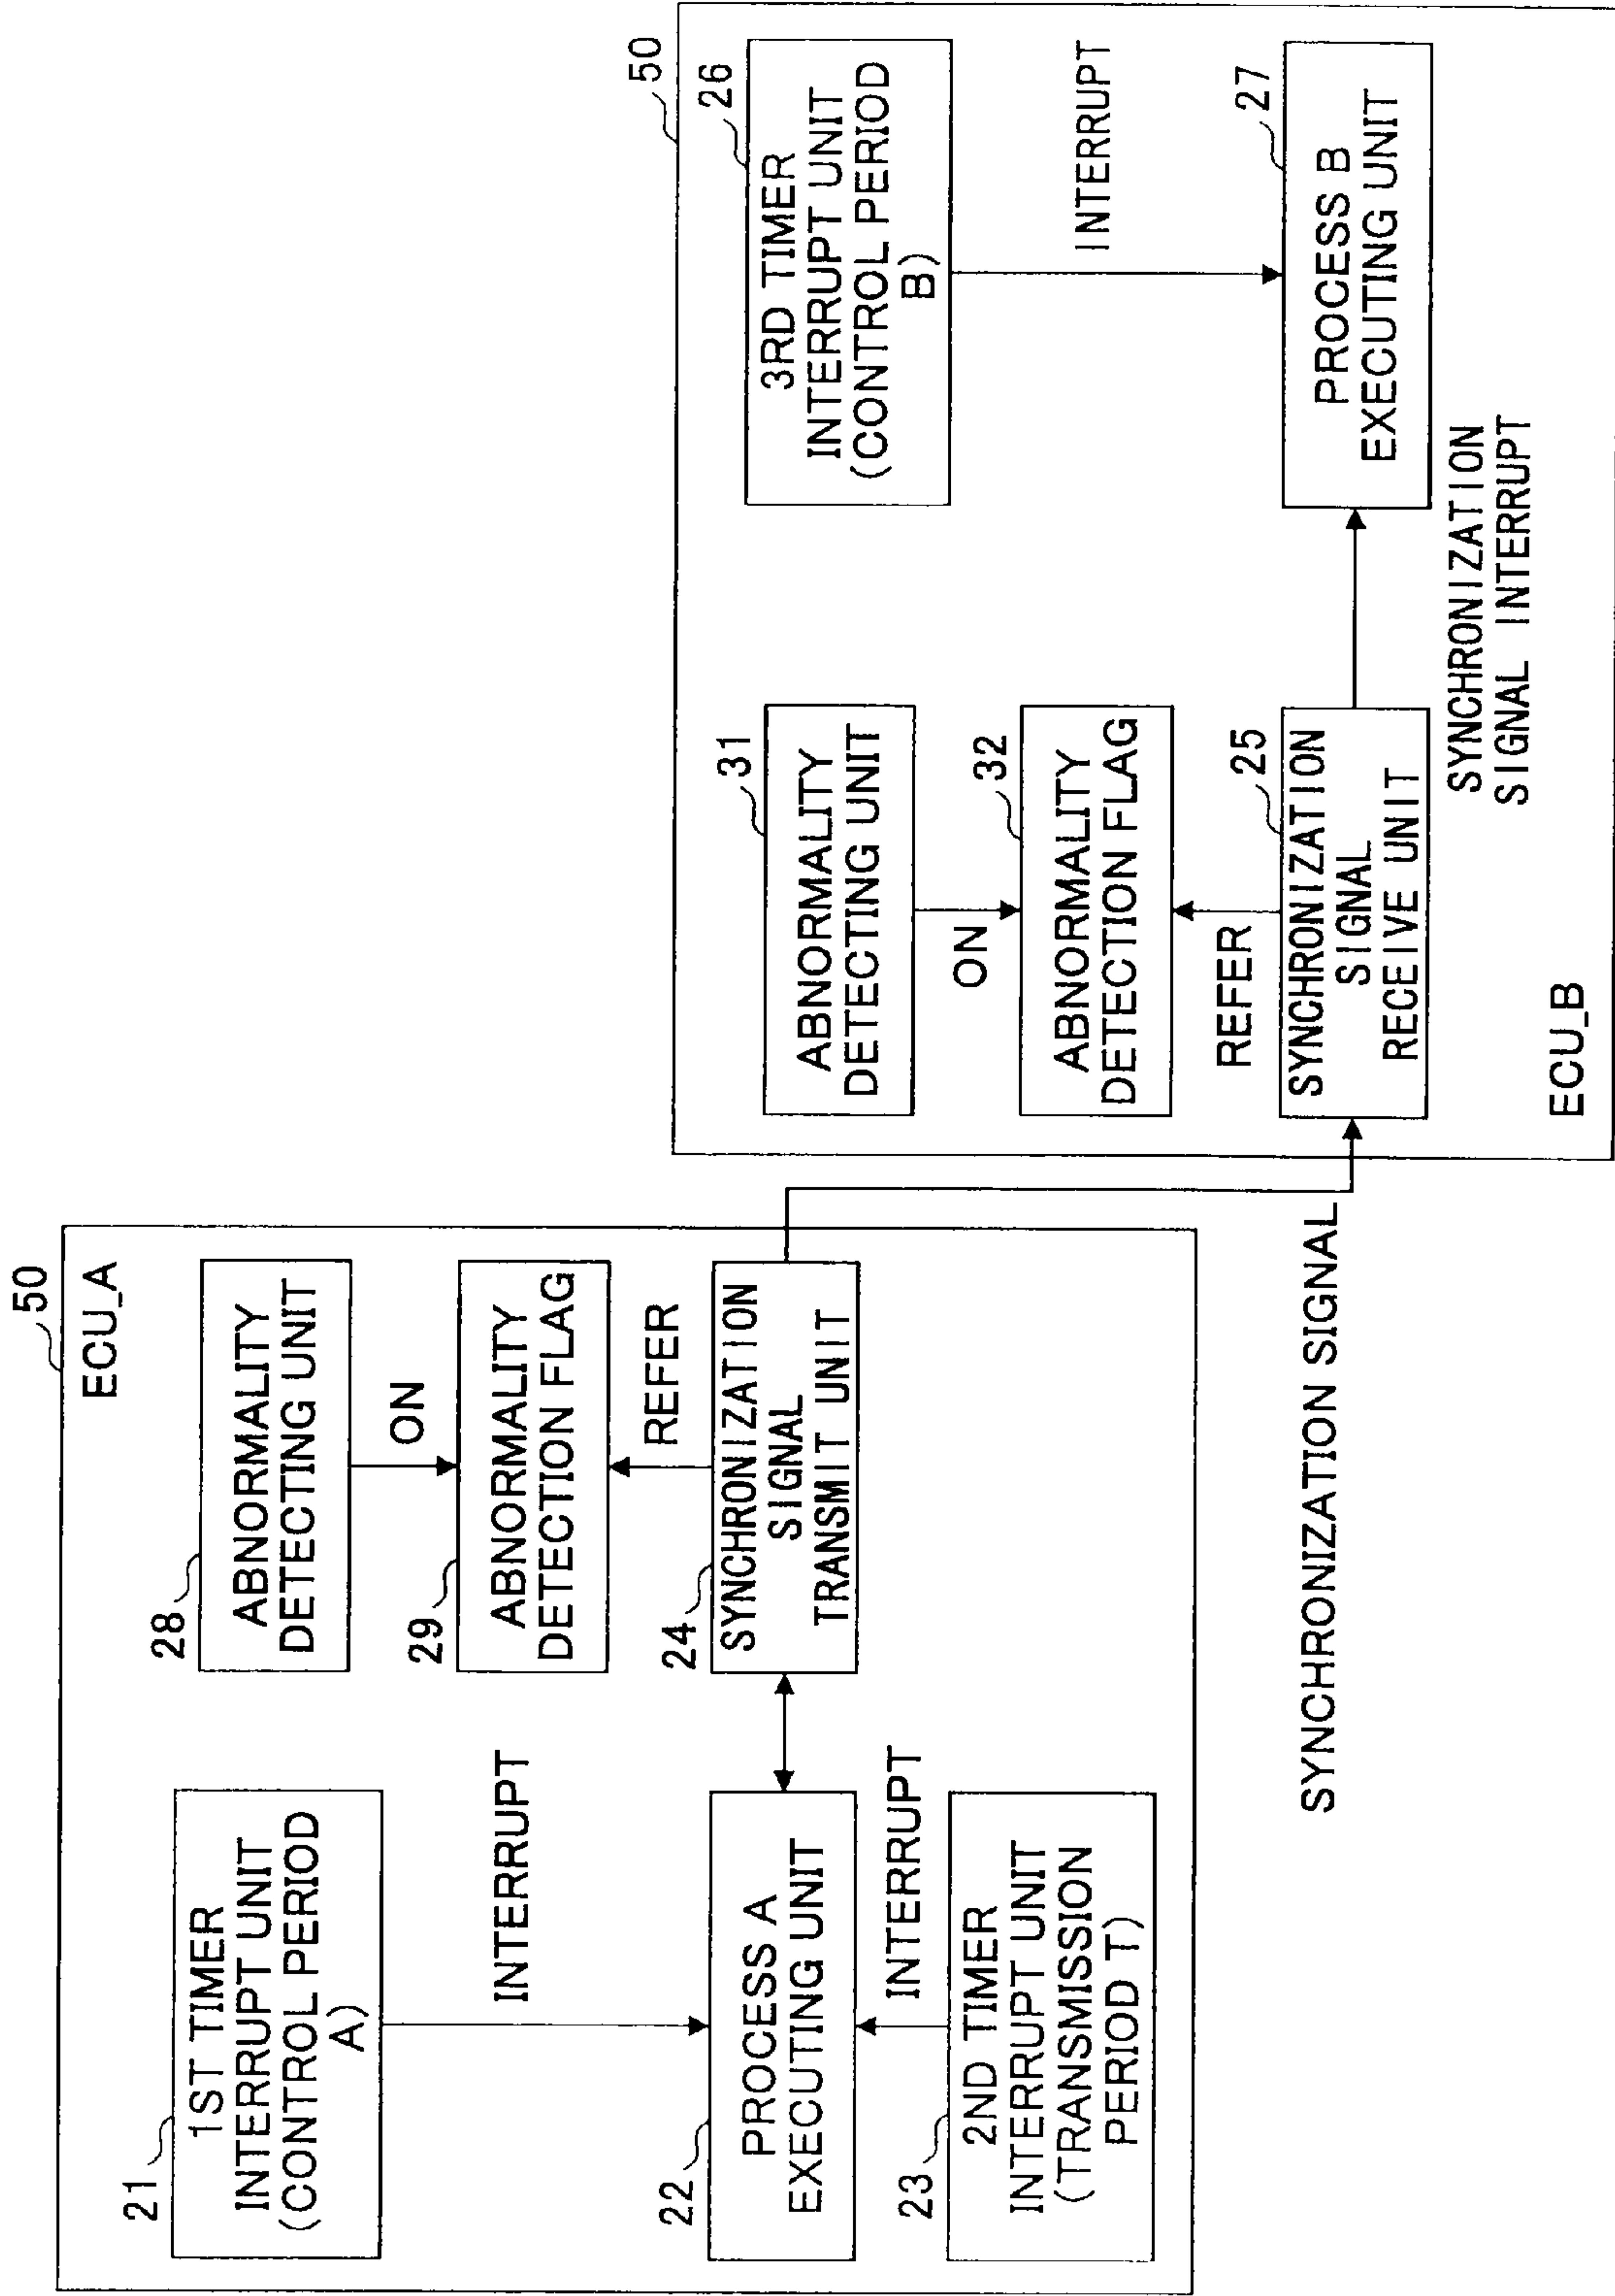 50
ECU_A
21
1ST TIMER
INTERRUPT UNIT
(CONTROL PERIOD
A)
INTERRUPT
22
PROCESS A
EXECUTING UNIT
INTERRUPT
23
2ND TIMER
INTERRUPT UNIT
(TRANSMISSION
PERIOD T)
28
ABNORMALITY
DETECTING UNIT
ON
29
ABNORMALITY
DETECTION FLAG
REFER
24
SYNCHRONIZATION
SIGNAL
TRANSMIT UNIT
SYNCHRONIZATION SIGNAL
50
31
ABNORMALITY
DETECTING UNIT
ON
32
ABNORMALITY
DETECTION FLAG
REFER
25
SYNCHRONIZATION
SIGNAL
RECEIVE UNIT
26
3RD TIMER
INTERRUPT UNIT
(CONTROL PERIOD
B)
INTERRUPT
27
PROCESS B
EXECUTING UNIT
SYNCHRONIZATION
SIGNAL INTERRUPT
ECU_B